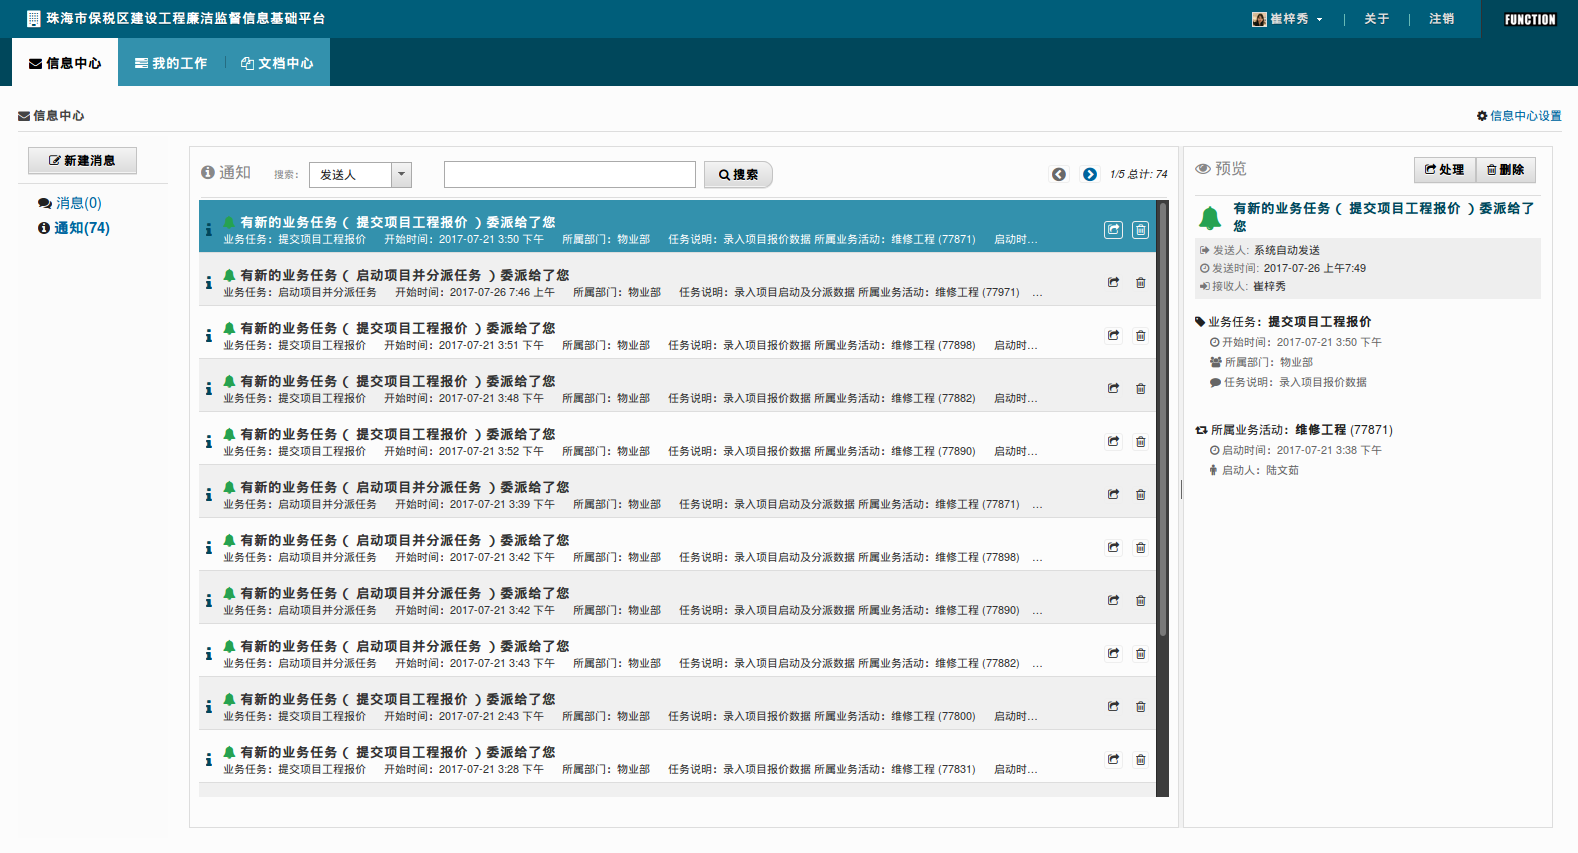 珠海市保税区建设工程廉洁监督信息基础平台
崔梓秀 关于 注销 FUNCTION
信息中心 我的工作 文档中心
信息中心
信息中心设置
新建消息
消息(0)
通知(74)
通知 搜索: 发送人 搜索 1/5 总计: 74
有新的业务任务（ 提交项目工程报价 ）委派给了您
业务任务：提交项目工程报价 开始时间：2017-07-21 3:50 下午 所属部门：物业部 任务说明：录入项目报价数据 所属业务活动：维修工程 (77871) 启动时...
有新的业务任务（ 启动项目并分派任务 ）委派给了您
业务任务：启动项目并分派任务 开始时间：2017-07-26 7:46 上午 所属部门：物业部 任务说明：录入项目启动及分派数据 所属业务活动：维修工程 (77971) ...
有新的业务任务（ 提交项目工程报价 ）委派给了您
业务任务：提交项目工程报价 开始时间：2017-07-21 3:51 下午 所属部门：物业部 任务说明：录入项目报价数据 所属业务活动：维修工程 (77898) 启动时...
有新的业务任务（ 提交项目工程报价 ）委派给了您
业务任务：提交项目工程报价 开始时间：2017-07-21 3:48 下午 所属部门：物业部 任务说明：录入项目报价数据 所属业务活动：维修工程 (77882) 启动时...
有新的业务任务（ 提交项目工程报价 ）委派给了您
业务任务：提交项目工程报价 开始时间：2017-07-21 3:52 下午 所属部门：物业部 任务说明：录入项目报价数据 所属业务活动：维修工程 (77890) 启动时...
有新的业务任务（ 启动项目并分派任务 ）委派给了您
业务任务：启动项目并分派任务 开始时间：2017-07-21 3:39 下午 所属部门：物业部 任务说明：录入项目启动及分派数据 所属业务活动：维修工程 (77871) ...
有新的业务任务（ 启动项目并分派任务 ）委派给了您
业务任务：启动项目并分派任务 开始时间：2017-07-21 3:42 下午 所属部门：物业部 任务说明：录入项目启动及分派数据 所属业务活动：维修工程 (77898) ...
有新的业务任务（ 启动项目并分派任务 ）委派给了您
业务任务：启动项目并分派任务 开始时间：2017-07-21 3:42 下午 所属部门：物业部 任务说明：录入项目启动及分派数据 所属业务活动：维修工程 (77890) ...
有新的业务任务（ 启动项目并分派任务 ）委派给了您
业务任务：启动项目并分派任务 开始时间：2017-07-21 3:43 下午 所属部门：物业部 任务说明：录入项目启动及分派数据 所属业务活动：维修工程 (77882) ...
有新的业务任务（ 提交项目工程报价 ）委派给了您
业务任务：提交项目工程报价 开始时间：2017-07-21 2:43 下午 所属部门：物业部 任务说明：录入项目报价数据 所属业务活动：维修工程 (77800) 启动时...
有新的业务任务（ 提交项目工程报价 ）委派给了您
业务任务：提交项目工程报价 开始时间：2017-07-21 3:28 下午 所属部门：物业部 任务说明：录入项目报价数据 所属业务活动：维修工程 (77831) 启动时...
预览 处理 删除
有新的业务任务（ 提交项目工程报价 ）委派给了
您
发送人: 系统自动发送
发送时间: 2017-07-26 上午7:49
接收人: 崔梓秀
业务任务：提交项目工程报价
开始时间：2017-07-21 3:50 下午
所属部门：物业部
任务说明：录入项目报价数据
所属业务活动：维修工程 (77871)
启动时间：2017-07-21 3:38 下午
启动人：陆文茹